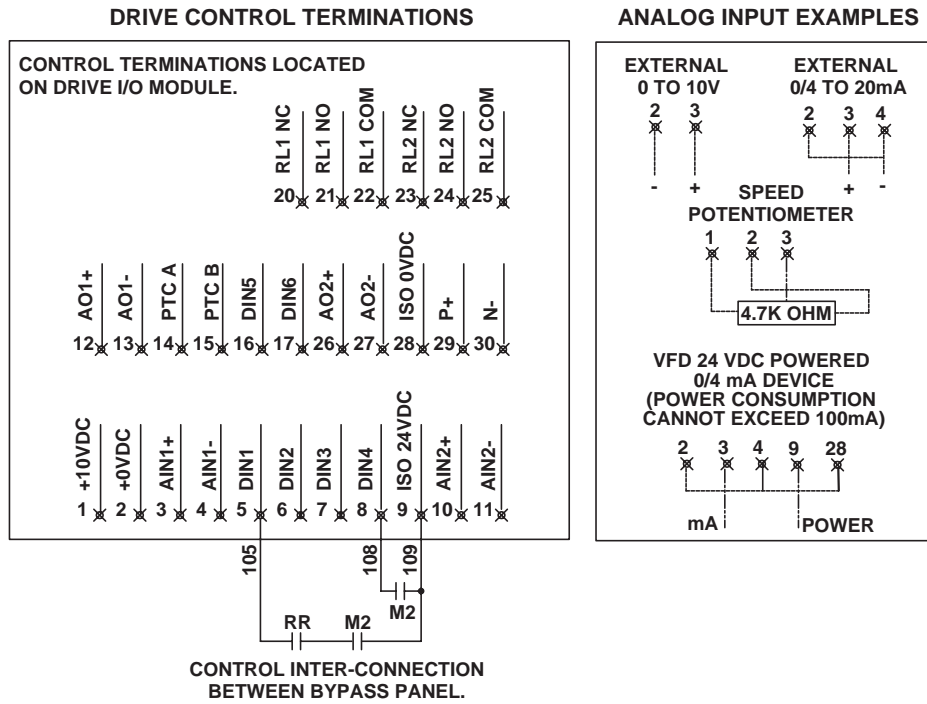 DRIVE CONTROL TERMINATIONS
CONTROL TERMINATIONS LOCATED
ON DRIVE I/O MODULE.
RL1 NC
RL1 NO
RL1 COM
RL2 NC
RL2 NO
RL2 COM
20 21 22 23 24 25
AO1+
AO1-
PTC A
PTC B
DIN5
DIN6
AO2+
AO2-
ISO 0VDC
P+
N-
12 13 14 15 16 17 26 27 28 29 30
+10VDC
+0VDC
AIN1+
AIN1-
DIN1
DIN2
DIN3
DIN4
ISO 24VDC
AIN2+
AIN2-
1 2 3 4 5 6 7 8 9 10 11
105
108
109
M2
RR M2
CONTROL INTER-CONNECTION
BETWEEN BYPASS PANEL.
ANALOG INPUT EXAMPLES
EXTERNAL
0 TO 10V
2 3
- +
EXTERNAL
0/4 TO 20mA
2 3 4
+ -
SPEED
POTENTIOMETER
1 2 3
4.7K OHM
VFD 24 VDC POWERED
0/4 mA DEVICE
(POWER CONSUMPTION
CANNOT EXCEED 100mA)
2 3 4 9 28
mA POWER